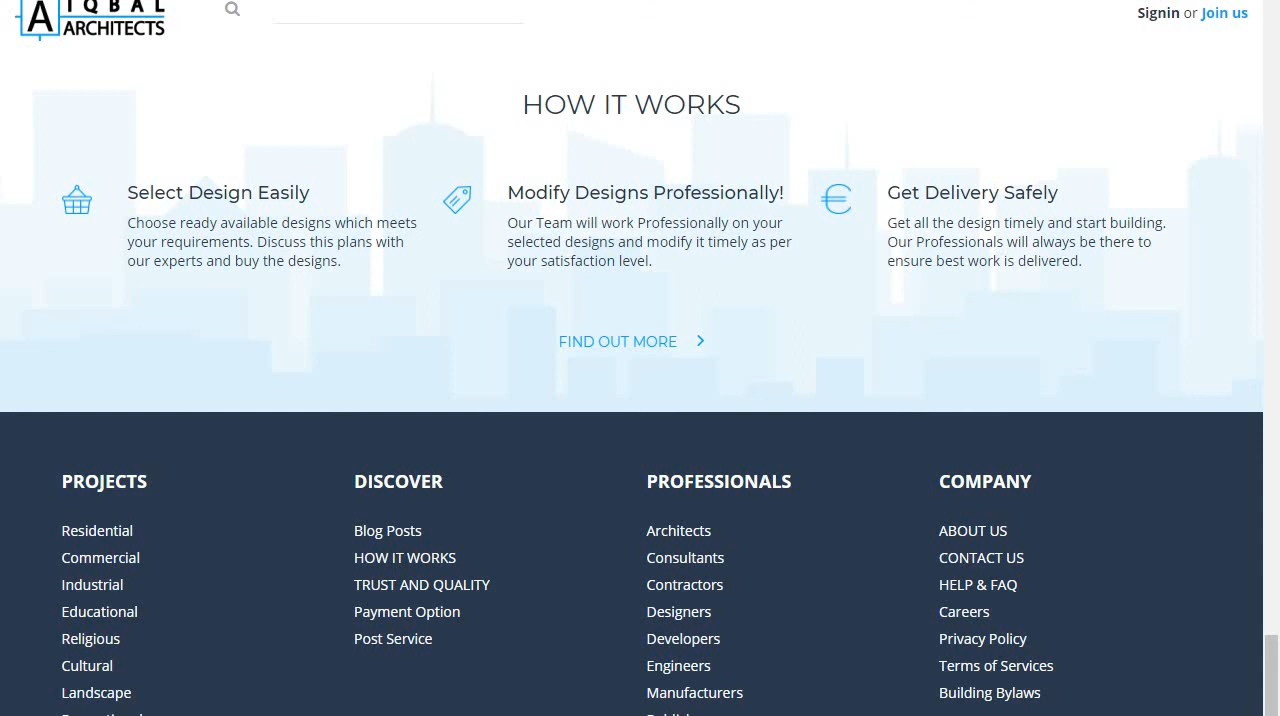 IQBAL
A ARCHITECTS
Signin or Join us
HOW IT WORKS
Select Design Easily
Choose ready available designs which meets
your requirements. Discuss this plans with
our experts and buy the designs.
Modify Designs Professionally!
Our Team will work Professionally on your
selected designs and modify it timely as per
your satisfaction level.
€
Get Delivery Safely
Get all the design timely and start building.
Our Professionals will always be there to
ensure best work is delivered.
FIND OUT MORE
PROJECTS
Residential
Commercial
Industrial
Educational
Religious
Cultural
Landscape
DISCOVER
Blog Posts
HOW IT WORKS
TRUST AND QUALITY
Payment Option
Post Service
PROFESSIONALS
Architects
Consultants
Contractors
Designers
Developers
Engineers
Manufacturers
COMPANY
ABOUT US
CONTACT US
HELP & FAQ
Careers
Privacy Policy
Terms of Services
Building Bylaws